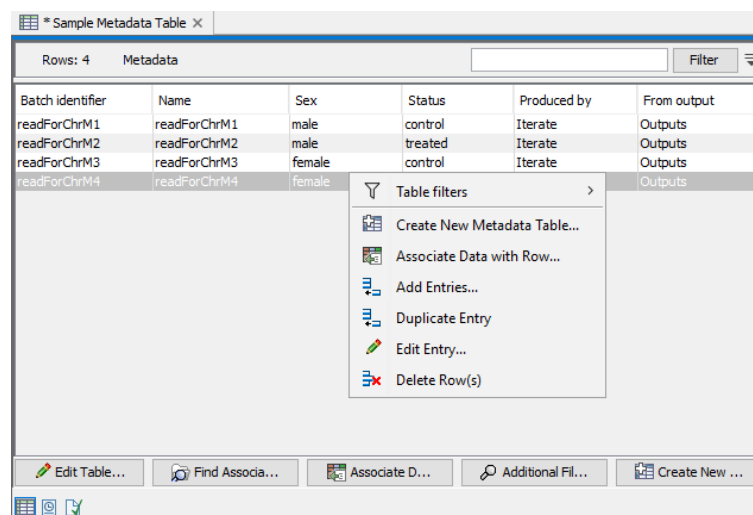 * Sample Metadata Table ×
Rows: 4 Metadata Filter
Batch identifier Name Sex Status Produced by From output
readForChrM1 readForChrM1 male control Iterate Outputs
readForChrM2 readForChrM2 male treated Iterate Outputs
readForChrM3 readForChrM3 female control Iterate Outputs
readForChrM4 readForChrM4 female Outputs
Table filters >
Create New Metadata Table...
Associate Data with Row...
Add Entries...
Duplicate Entry
Edit Entry...
Delete Row(s)
Edit Table... Find Associa... Associate D... Additional Fil... Create New ...